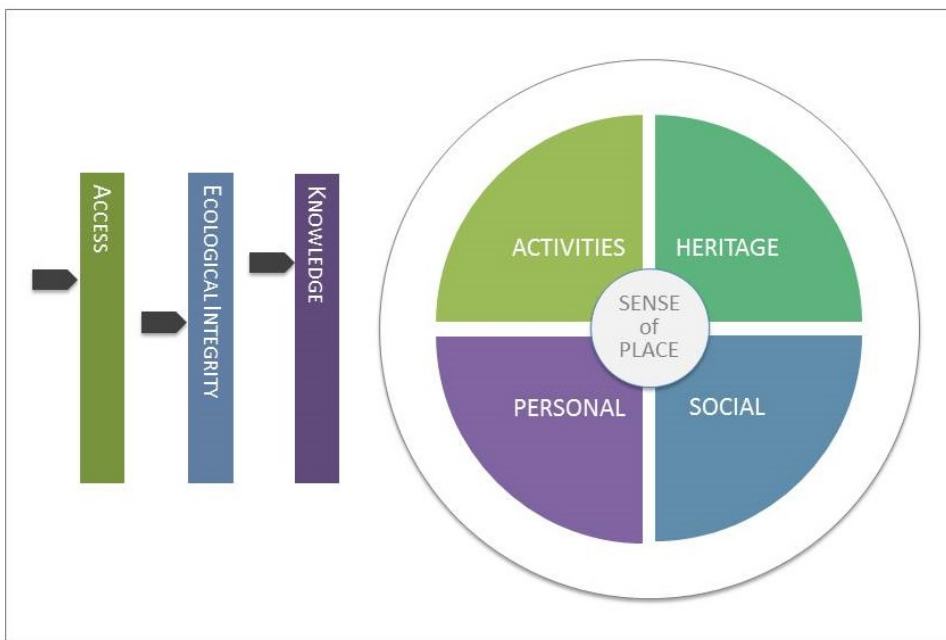 ACCESS
ECOLOGICAL INTEGRITY
KNOWLEDGE
ACTIVITIES
HERITAGE
SENSE
of
PLACE
PERSONAL
SOCIAL